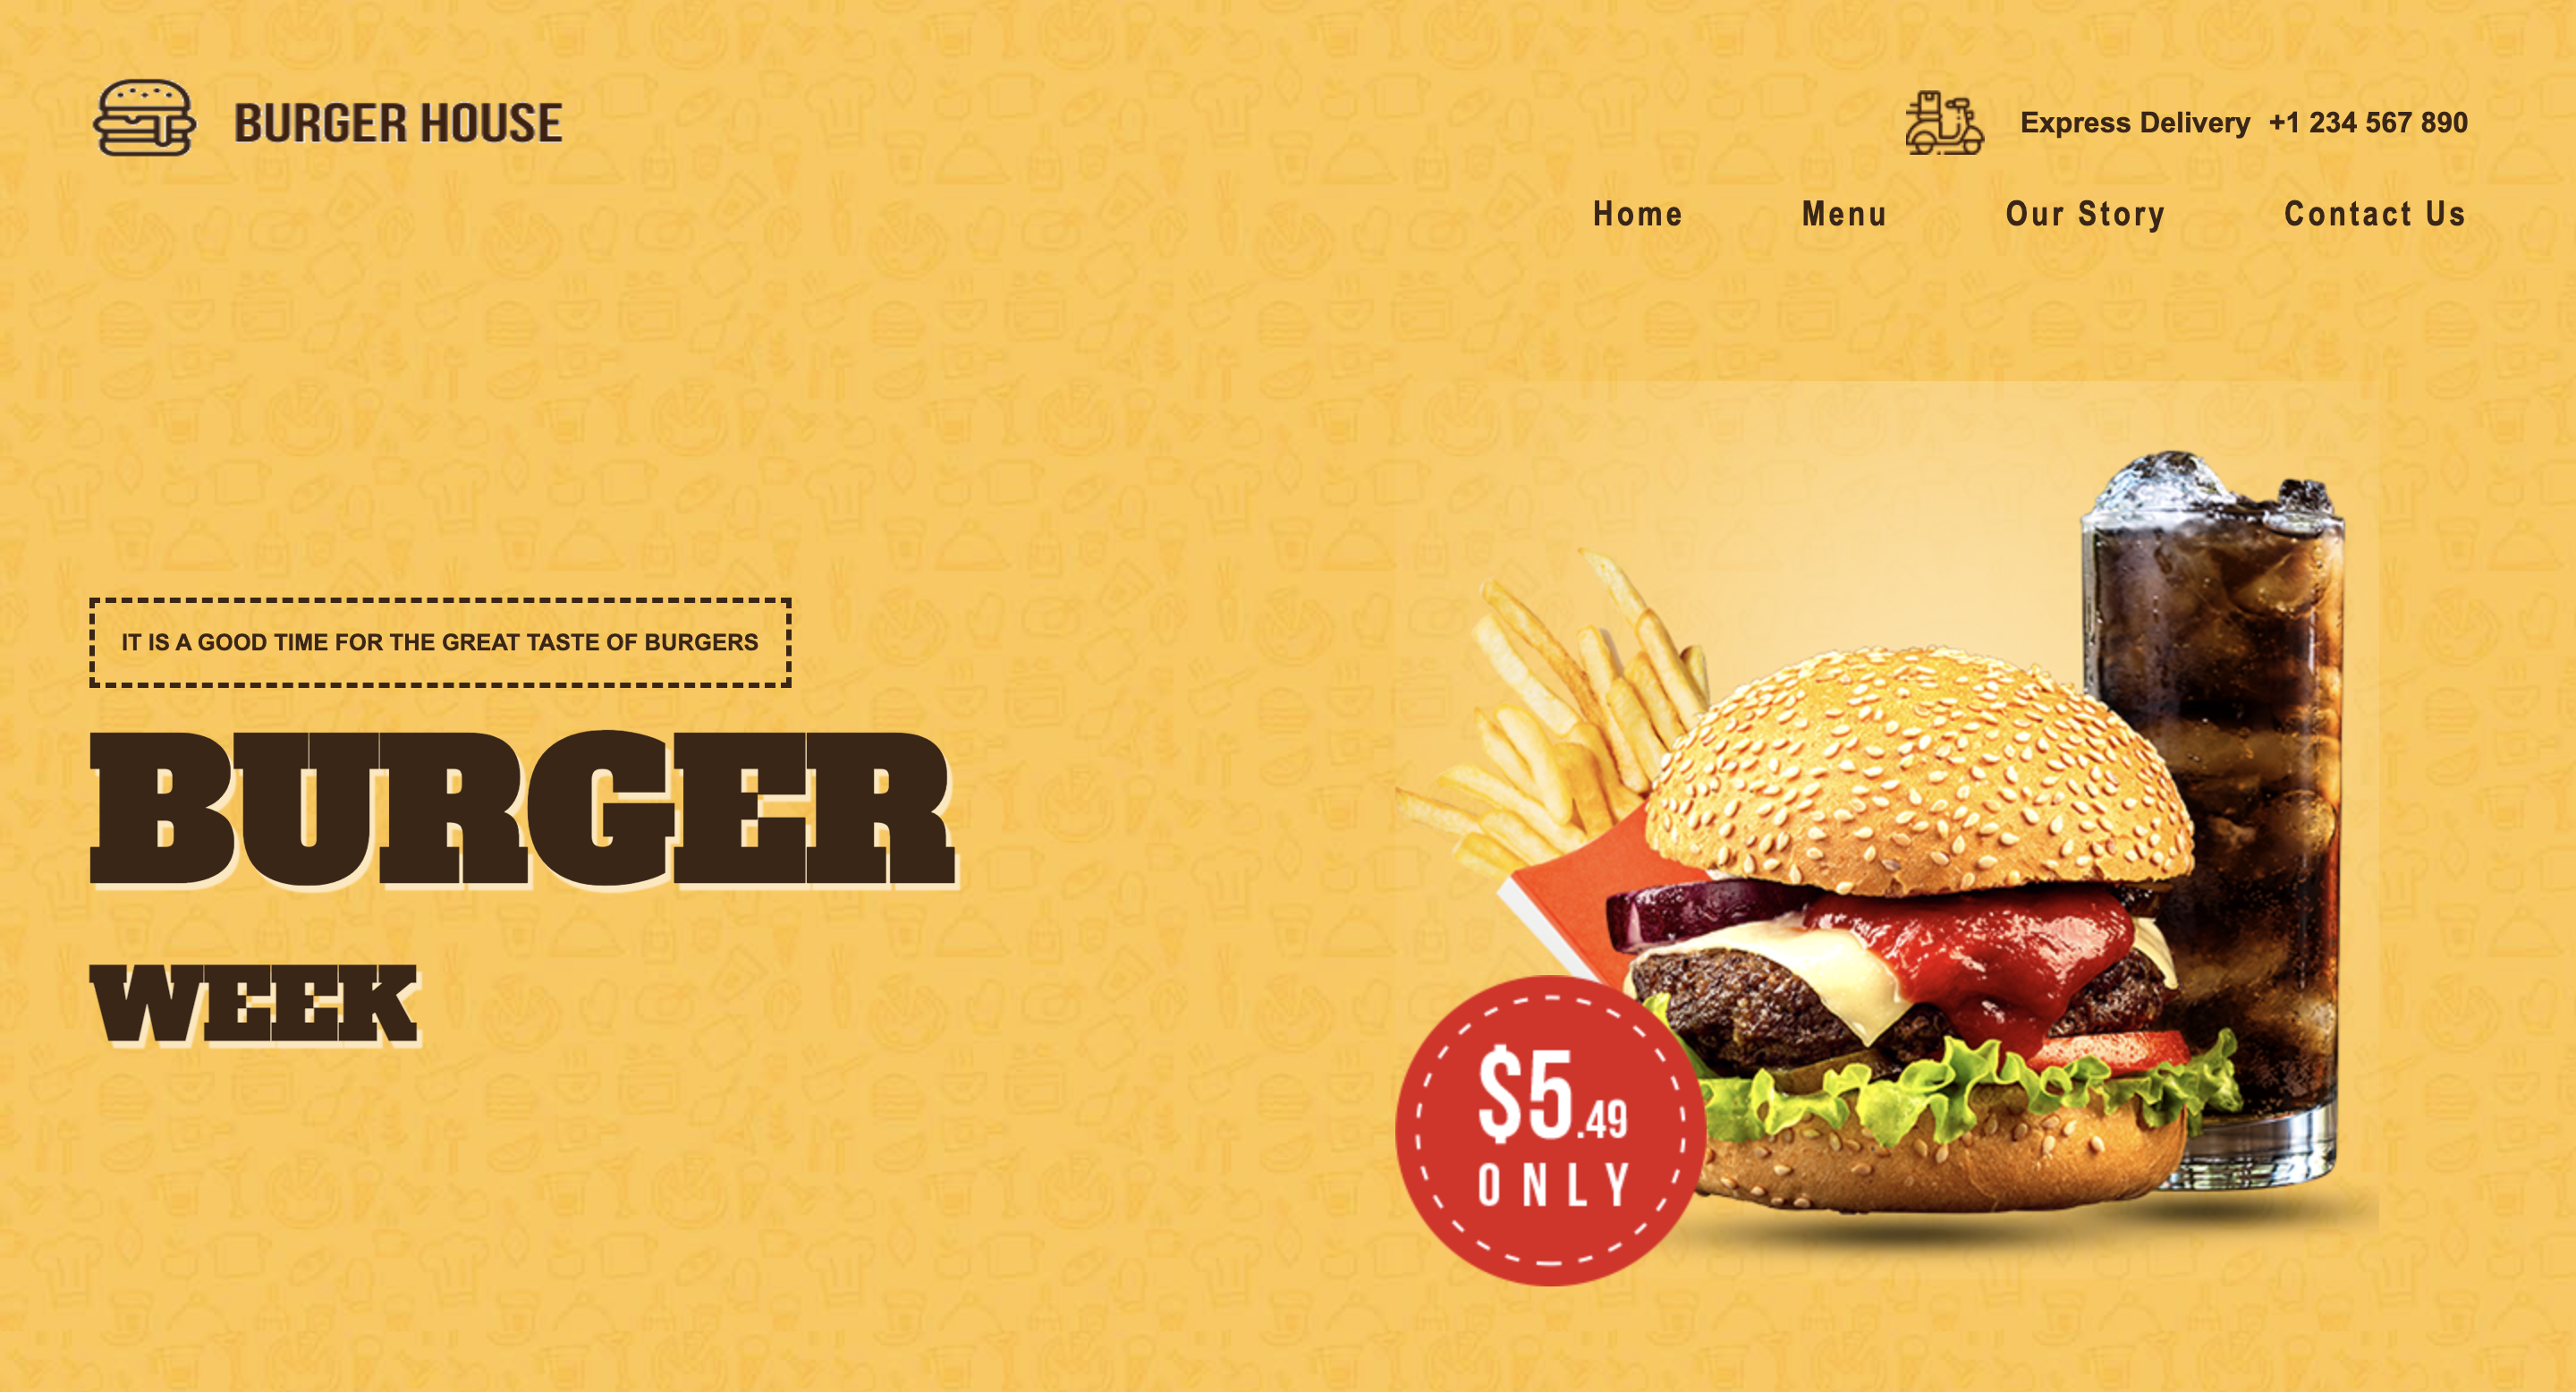 BURGER HOUSE
Express Delivery +1 234 567 890
Home Menu Our Story Contact Us
IT IS A GOOD TIME FOR THE GREAT TASTE OF BURGERS
BURGER
WEEK
$5.49
ONLY